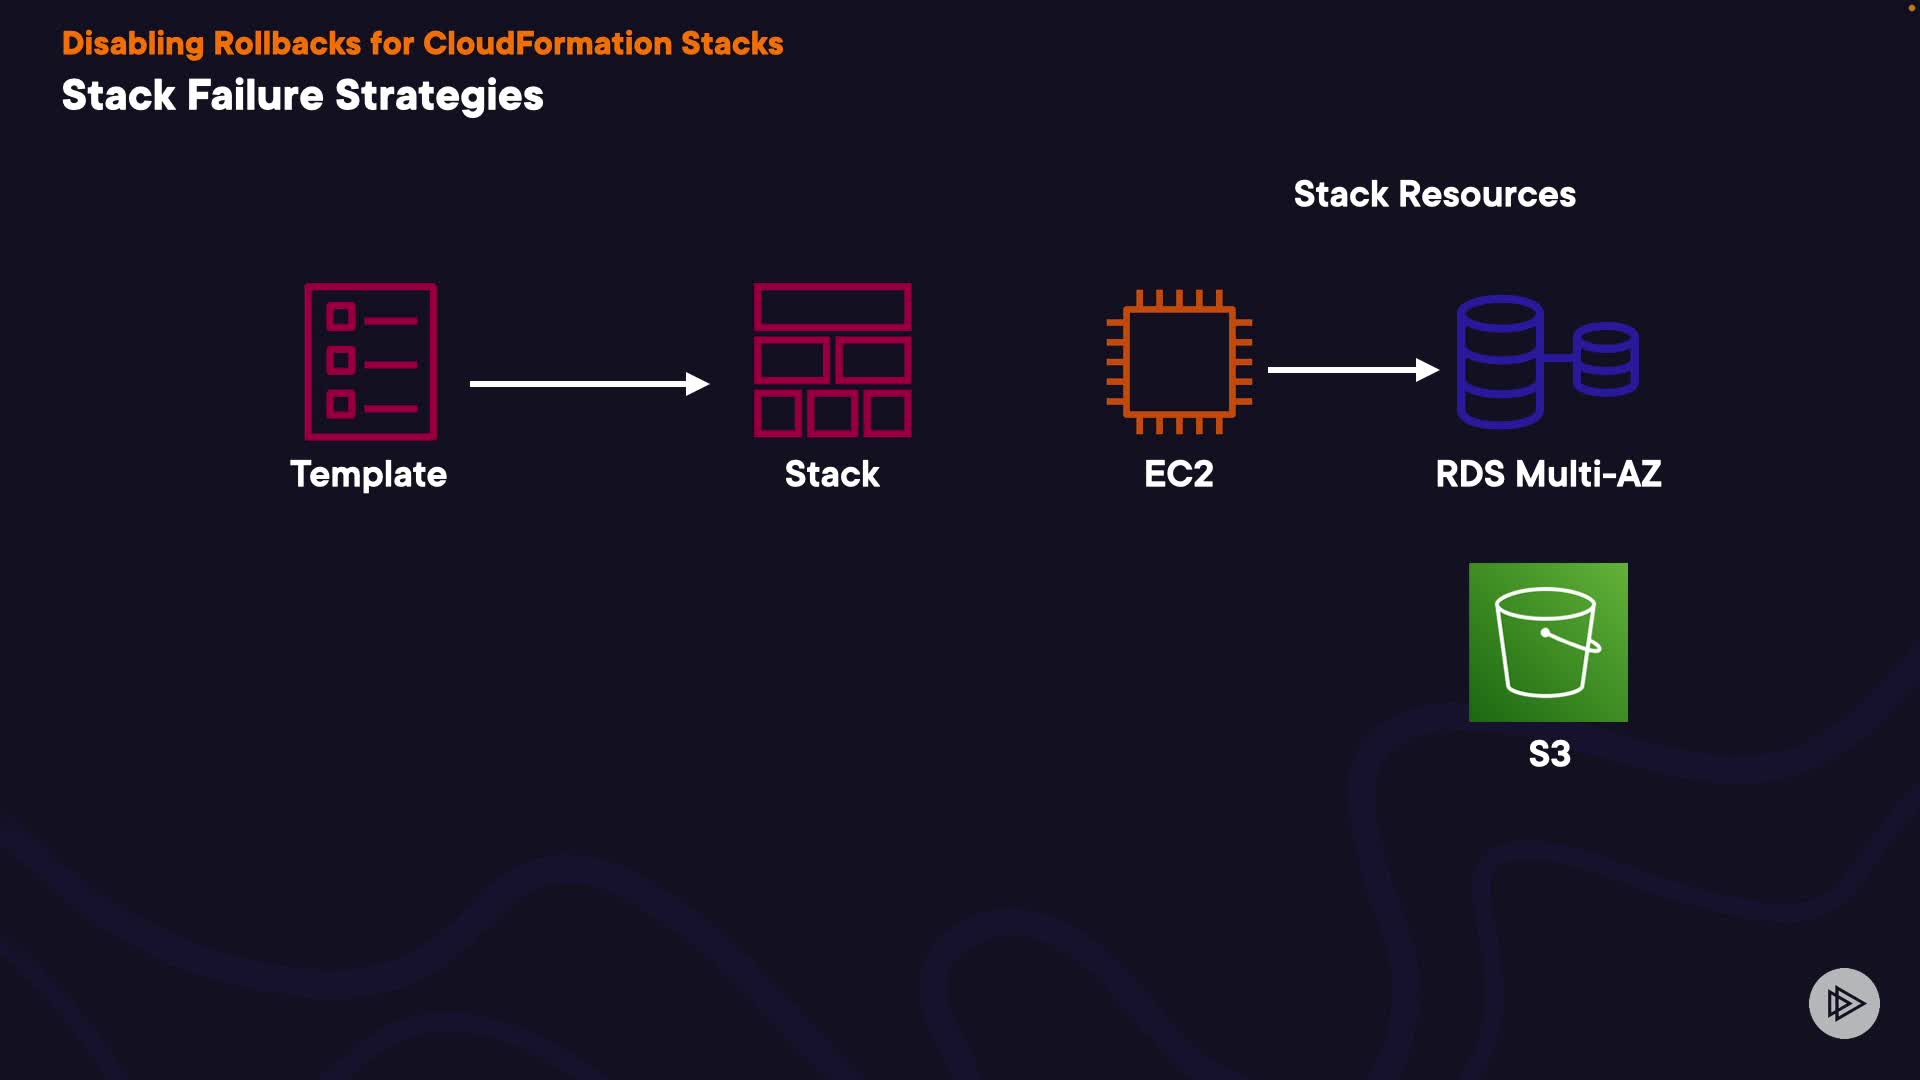 Disabling Rollbacks for CloudFormation Stacks
Stack Failure Strategies
Stack Resources
Template
Stack
EC2
RDS Multi-AZ
S3